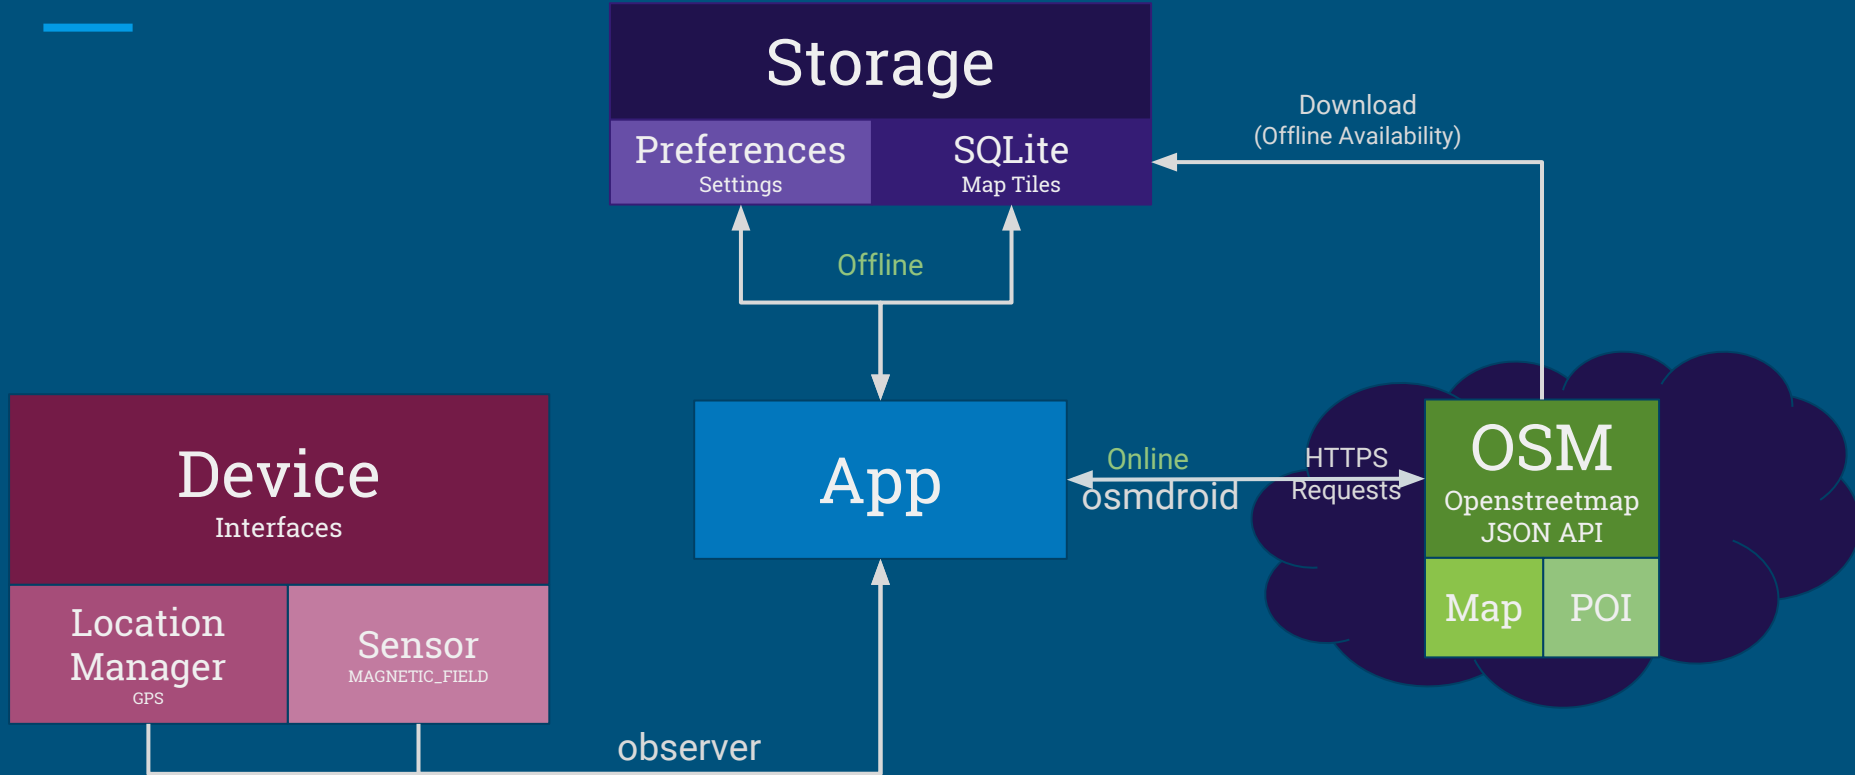 Storage
Preferences
Settings
SQLite
Map Tiles
Download
(Offline Availability)
Offline
Device
Interfaces
Location
Manager
GPS
Sensor
MAGNETIC_FIELD
App
Online
osmdroid
HTTPS
Requests
OSM
Openstreetmap
JSON API
Map
POI
observer